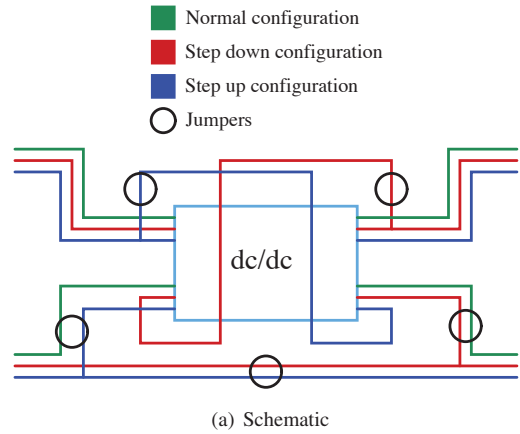 Normal configuration
Step down configuration
Step up configuration
Jumpers
dc/dc
(a) Schematic